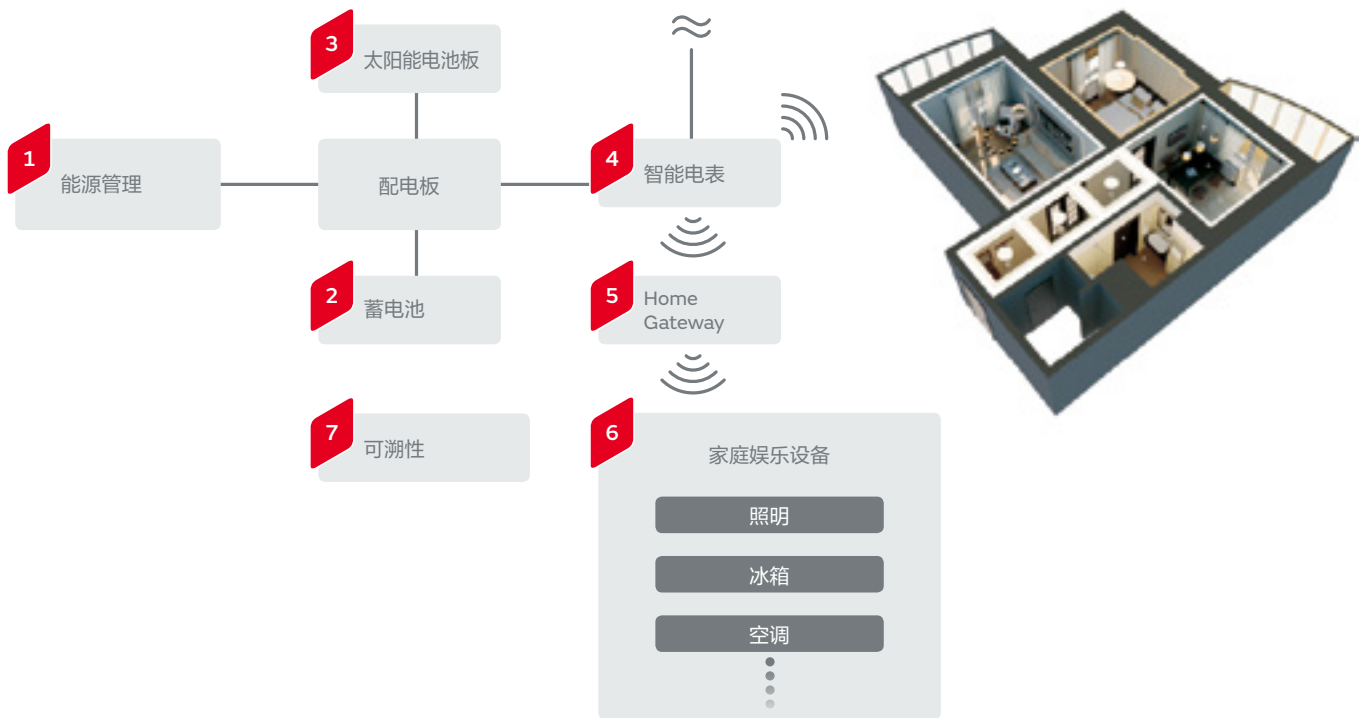 3
太阳能电池板
1
能源管理
配电板
4
智能电表
2
蓄电池
5
Home
Gateway
7
可溯性
6
家庭娱乐设备
照明
冰箱
空调